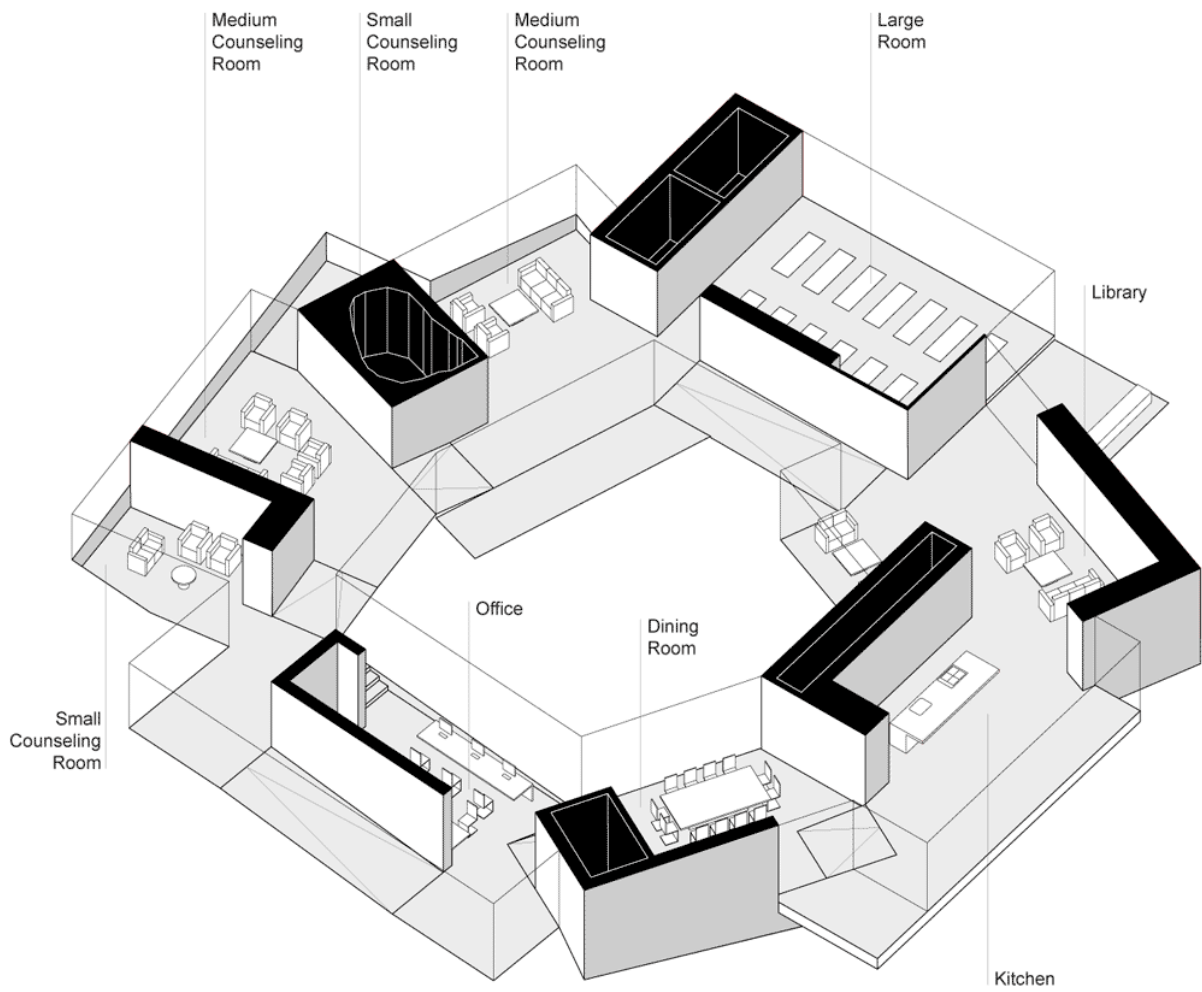 Medium
Counseling
Room
Small
Counseling
Room
Medium
Counseling
Room
Large
Room
Library
Office
Dining
Room
Small
Counseling
Room
Kitchen